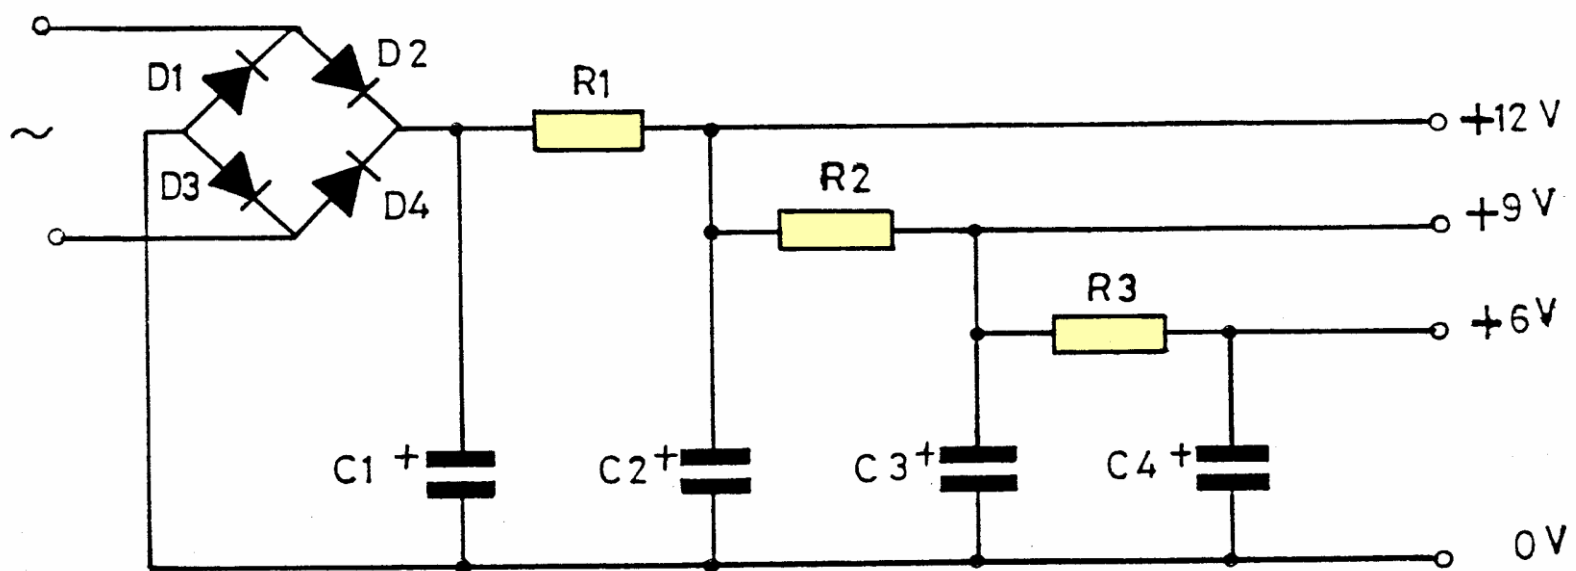 D1
D2
~
D3
D4
R1
+12 V
R2
+9 V
R3
+6 V
C1 +
C2 +
C3 +
C4 +
0 V